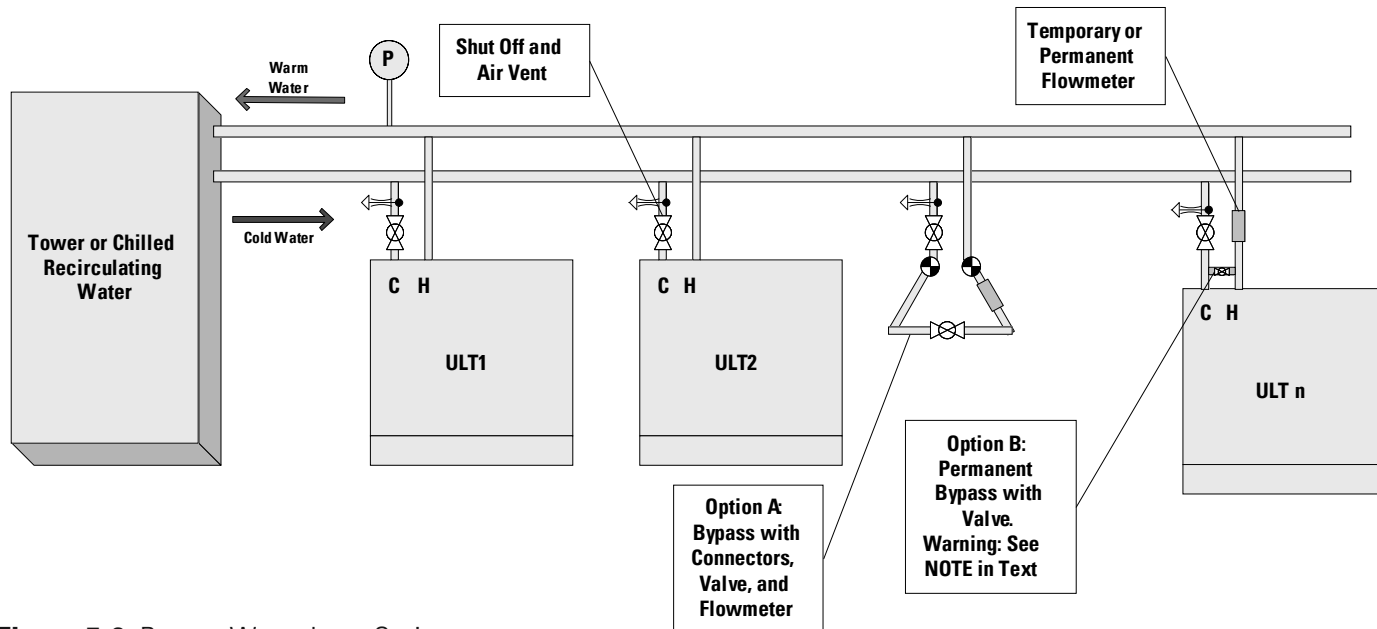 P
Warm
Water
Shut Off and
Air Vent
Temporary or
Permanent
Flowmeter
Tower or Chilled
Recirculating
Water
Cold Water
C H
ULT1
C H
ULT2
C H
ULT n
Option A:
Bypass with
Connectors,
Valve, and
Flowmeter
Option B:
Permanent
Bypass with
Valve.
Warning: See
NOTE in Text